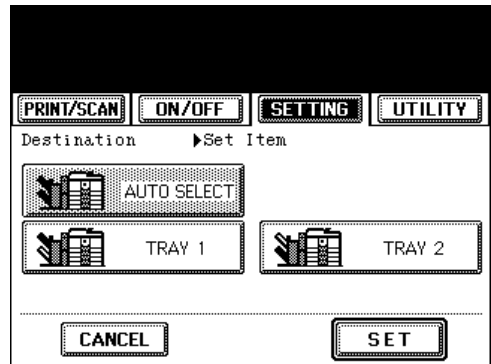 PRINT/SCAN ON/OFF SETTING UTILITY
Destination ▶Set Item
AUTO SELECT
TRAY 1 TRAY 2
CANCEL SET